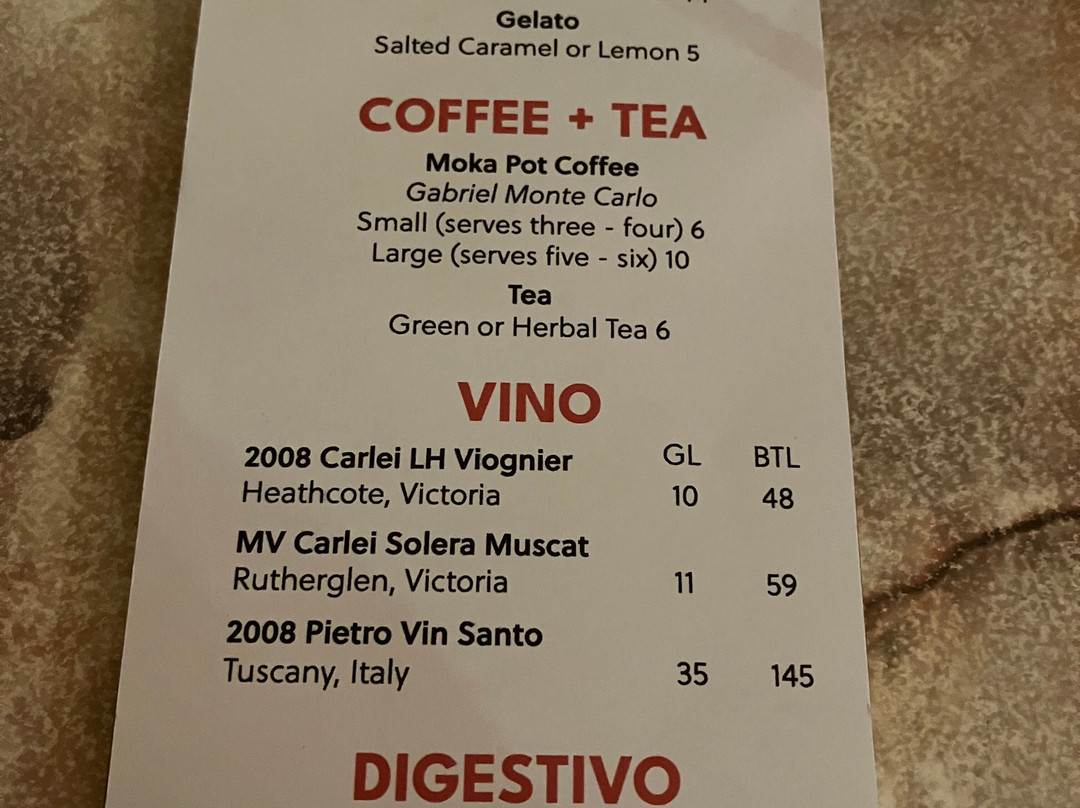 Gelato
Salted Caramel or Lemon 5
COFFEE + TEA
Moka Pot Coffee
Gabriel Monte Carlo
Small (serves three - four) 6
Large (serves five - six) 10
Tea
Green or Herbal Tea 6
VINO
2008 Carlei LH Viognier GL BTL
Heathcote, Victoria 10 48
MV Carlei Solera Muscat
Rutherglen, Victoria 11 59
2008 Pietro Vin Santo
Tuscany, Italy 35 145
DIGESTIVO